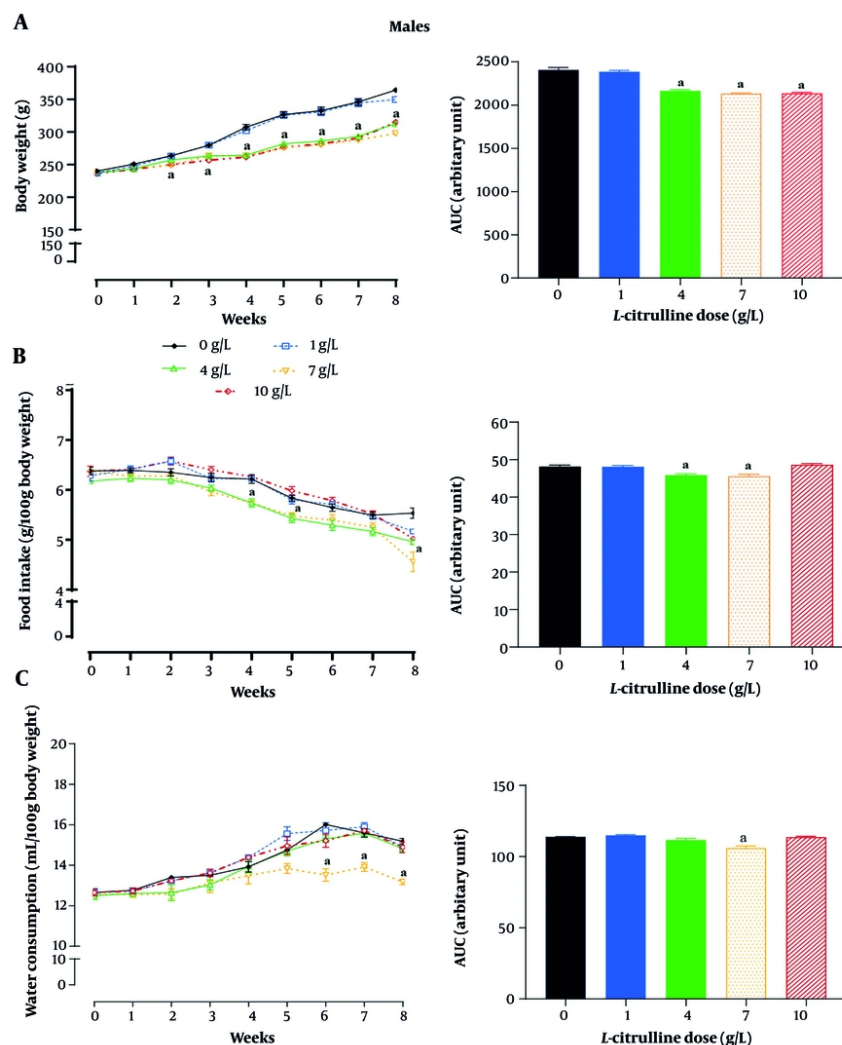 A
Males
Body weight (g)
400
350
300
250
200
150
150
0
a
a
a
a
a
a
a
0 1 2 3 4 5 6 7 8
Weeks
AUC (arbitary unit)
2500
2000
1500
1000
500
0
a
a
a
0 1 4 7 10
L-citrulline dose (g/L)
0 g/L
1 g/L
4 g/L
7 g/L
10 g/L
B
Food intake (g/100g body weight)
8
7
6
5
4
4
0
a
a
a
0 1 2 3 4 5 6 7 8
Weeks
AUC (arbitary unit)
60
50
40
30
20
10
0
a
a
0 1 4 7 10
L-citrulline dose (g/L)
C
Water consumption (ml/100g body weight)
20
18
16
14
12
10
10
0
a
a
a
0 1 2 3 4 5 6 7 8
Weeks
AUC (arbitary unit)
150
100
50
0
a
0 1 4 7 10
L-citrulline dose (g/L)